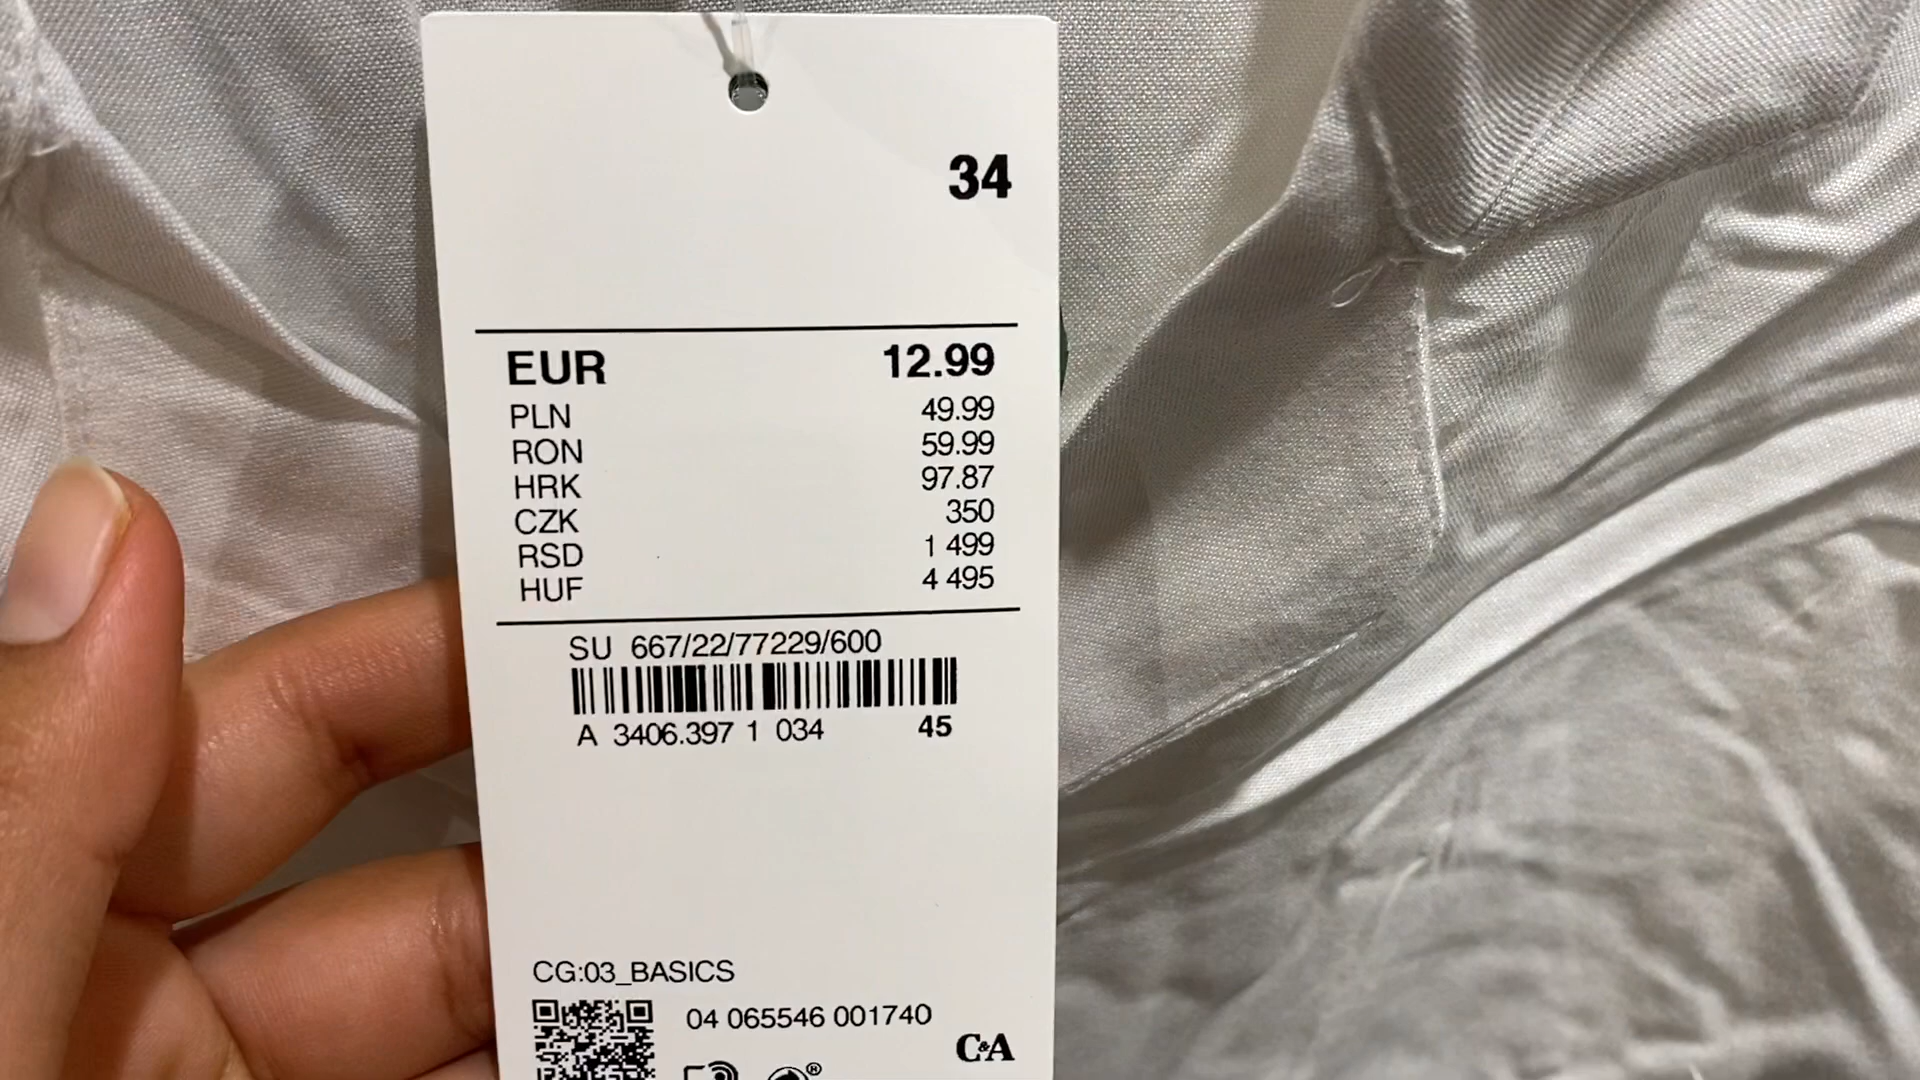 34
EUR 12.99
PLN 49.99
RON 59.99
HRK 97.87
CZK 350
RSD 1 499
HUF 4 495
SU 667/22/77229/600
A 3406.397 1 034 45
CG:03_BASICS
04 065546 001740
C&A
®